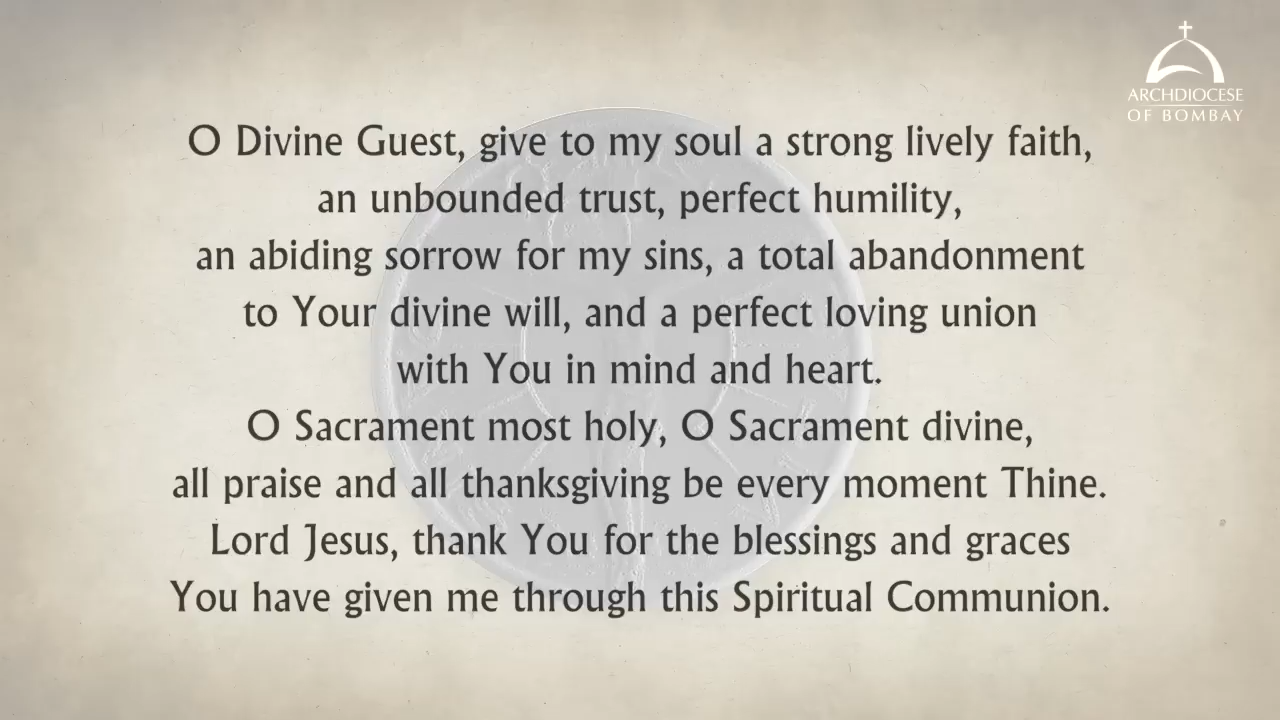 ARCHDIOCESE
OF BOMBAY
O Divine Guest, give to my soul a strong lively faith,
an unbounded trust, perfect humility,
an abiding sorrow for my sins, a total abandonment
to Your divine will, and a perfect loving union
with You in mind and heart.
O Sacrament most holy, O Sacrament divine,
all praise and all thanksgiving be every moment Thine.
Lord Jesus, thank You for the blessings and graces
You have given me through this Spiritual Communion.